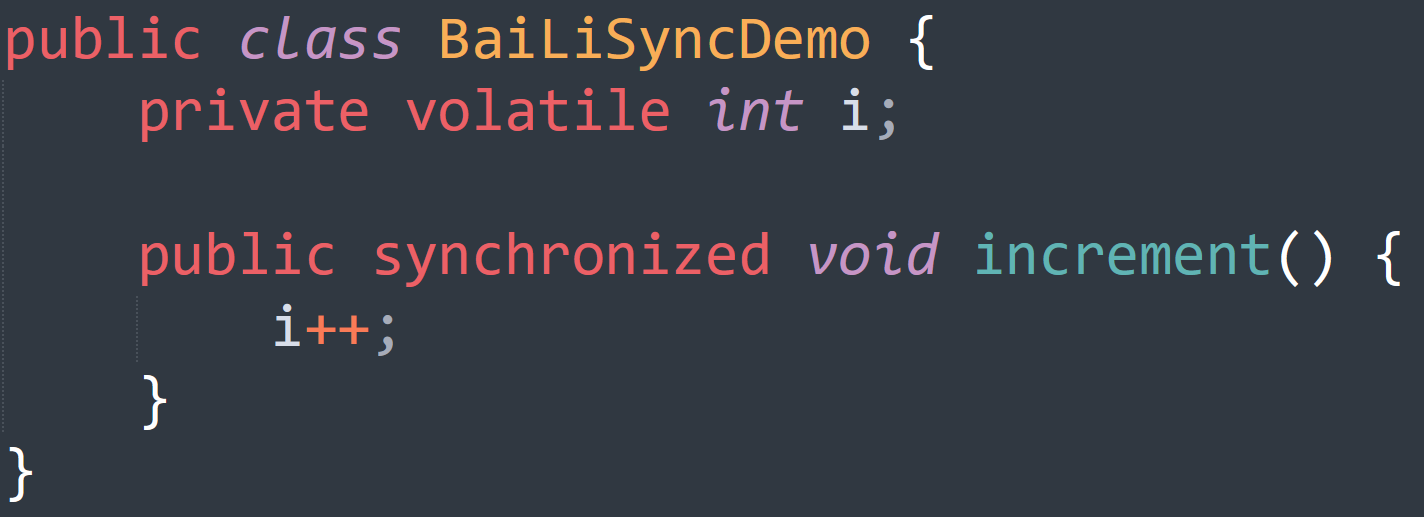 public class BaiLiSyncDemo {
    private volatile int i;

    public synchronized void increment() {
        i++;
    }
}